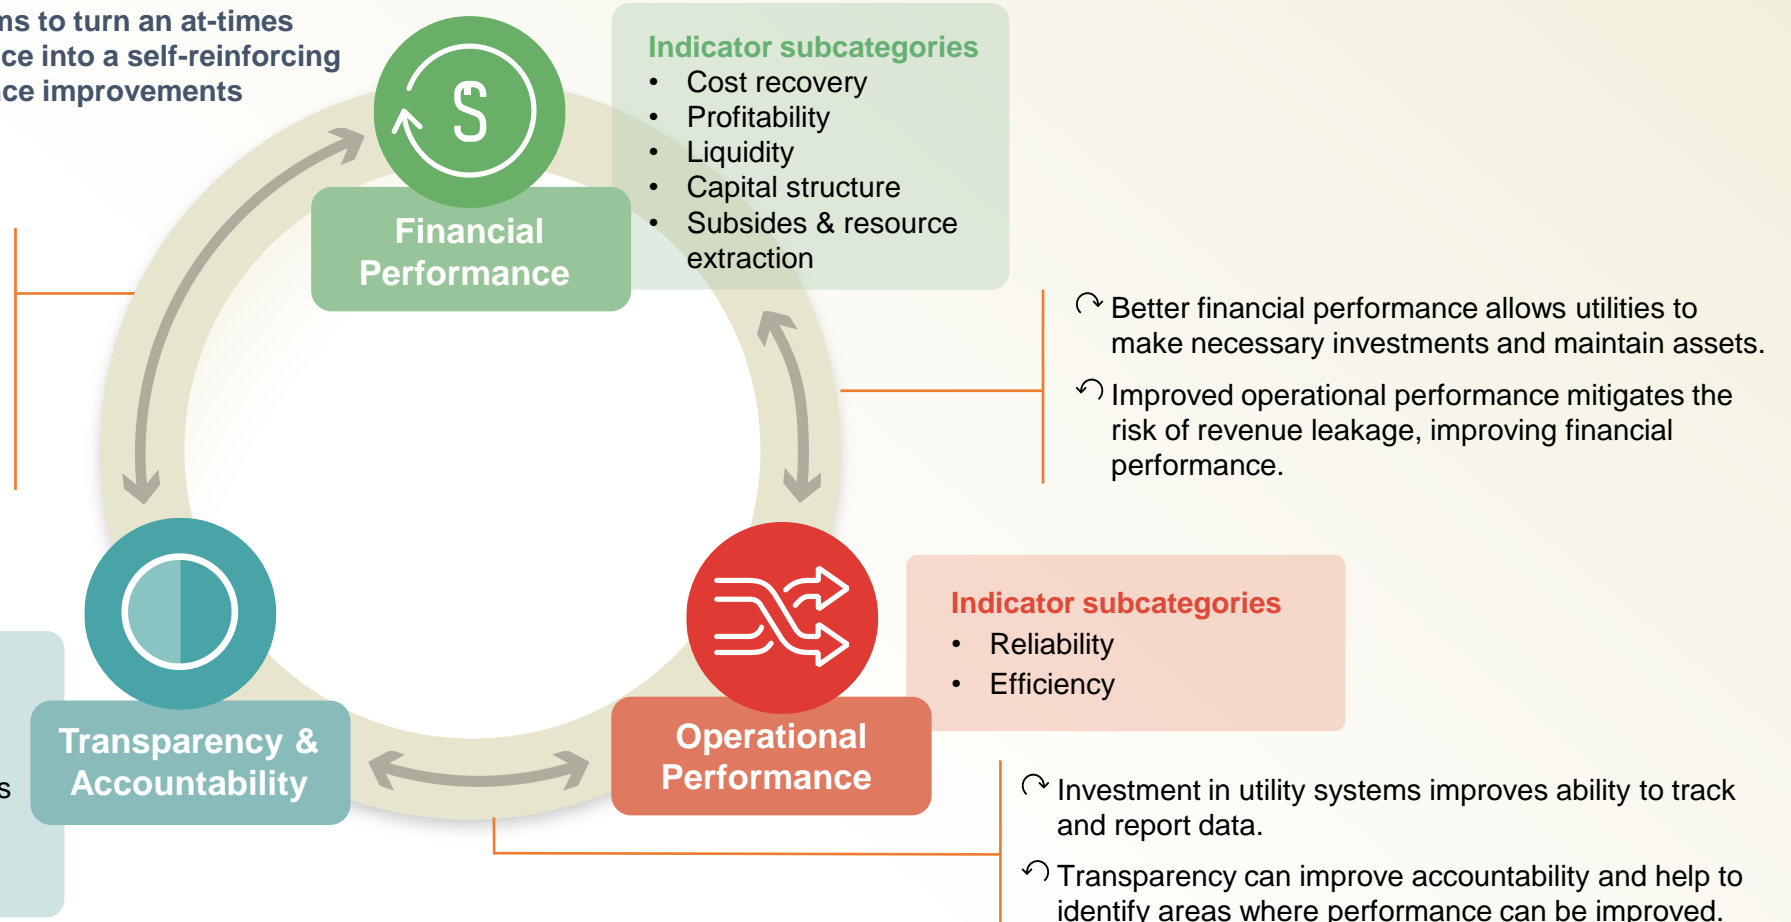 ms to turn an at-times
ce into a self-reinforcing
nce improvements
S
Financial
Performance
Indicator subcategories
• Cost recovery
• Profitability
• Liquidity
• Capital structure
• Subsides & resource
extraction
Better financial performance allows utilities to
make necessary investments and maintain assets.
Improved operational performance mitigates the
risk of revenue leakage, improving financial
performance.
Indicator subcategories
• Reliability
• Efficiency
Operational
Performance
Transparency &
Accountability
s
Investment in utility systems improves ability to track
and report data.
Transparency can improve accountability and help to
identify areas where performance can be improved.